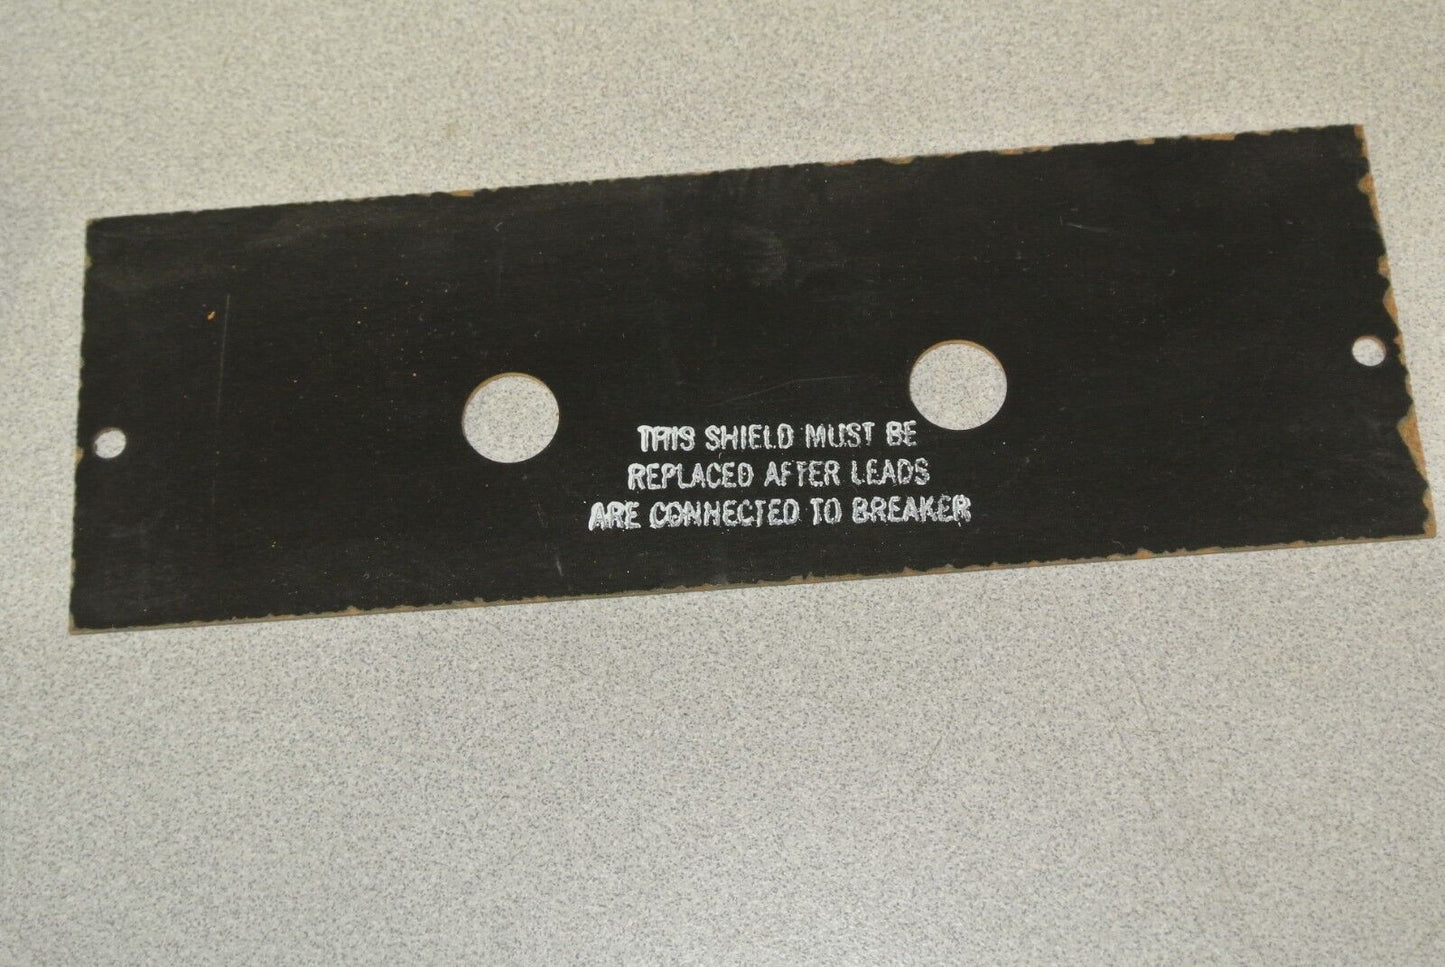 THIS SHIELD MUST BE
REPLACED AFTER LEADS
ARE CONNECTED TO BREAKER